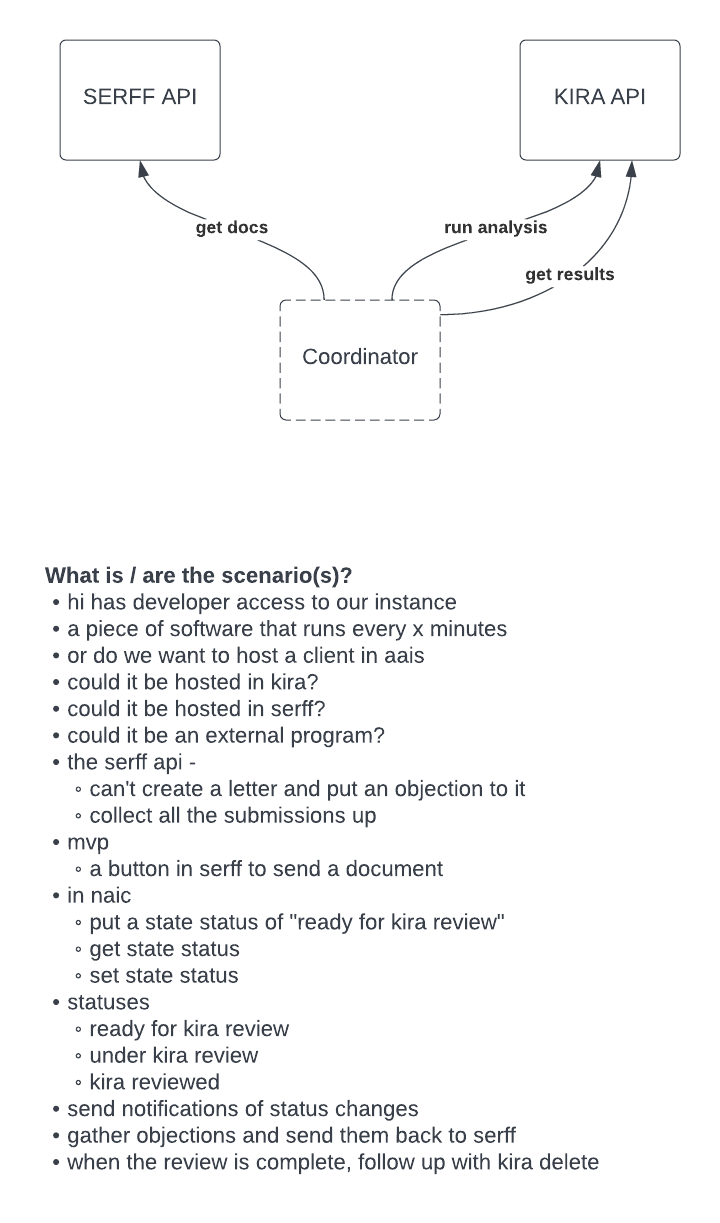 SERFF API
KIRA API
get docs
run analysis
get results
Coordinator
What is / are the scenario(s)?
• hi has developer access to our instance
• a piece of software that runs every x minutes
• or do we want to host a client in aais
• could it be hosted in kira?
• could it be hosted in serff?
• could it be an external program?
• the serff api -
◦ can't create a letter and put an objection to it
◦ collect all the submissions up
• mvp
◦ a button in serff to send a document
• in naic
◦ put a state status of "ready for kira review"
◦ get state status
◦ set state status
• statuses
◦ ready for kira review
◦ under kira review
◦ kira reviewed
• send notifications of status changes
• gather objections and send them back to serff
• when the review is complete, follow up with kira delete